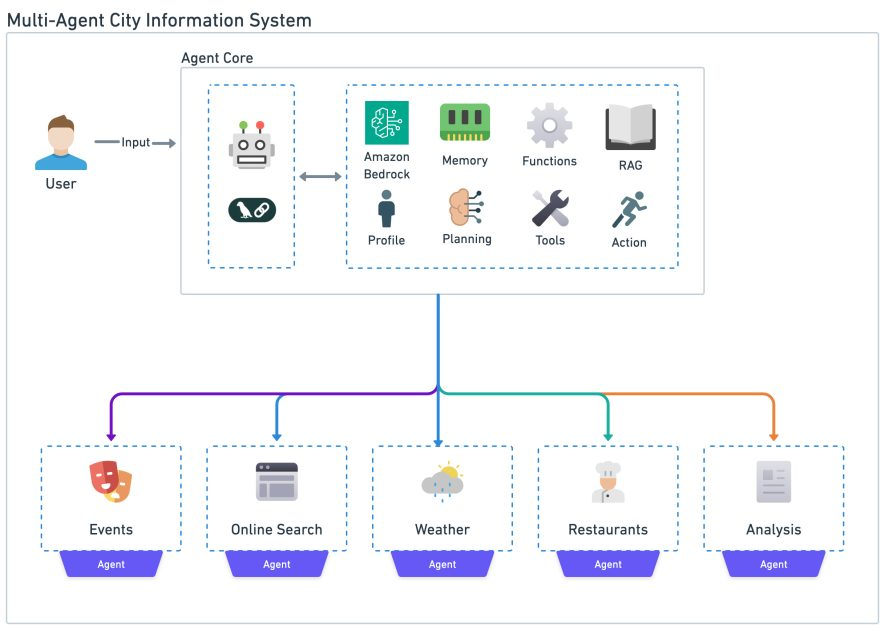 Multi-Agent City Information System
Agent Core
Input
User
Amazon
Bedrock
Memory
Functions
RAG
Profile
Planning
Tools
Action
Events
Online Search
Weather
Restaurants
Analysis
Agent
Agent
Agent
Agent
Agent